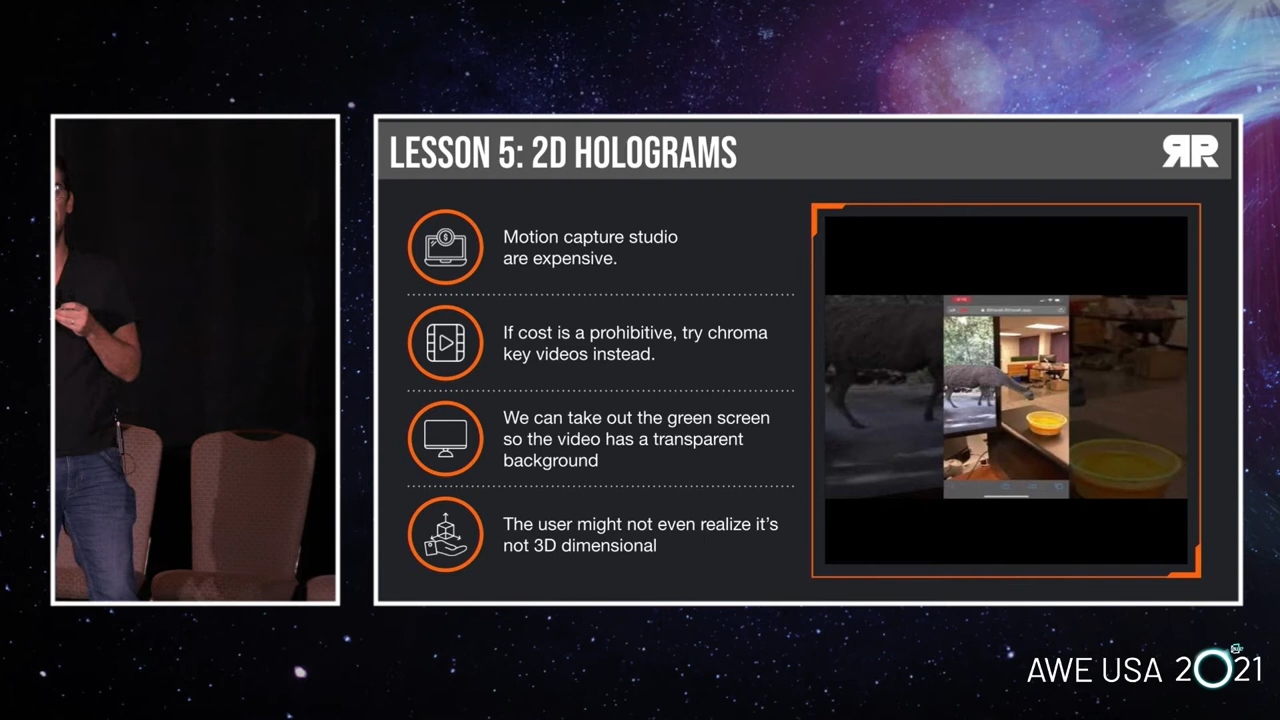 LESSON 5: 2D HOLOGRAMS
RR
Motion capture studio
are expensive.
If cost is a prohibitive, try chroma
key videos instead.
We can take out the green screen
so the video has a transparent
background
The user might not even realize it's
not 3D dimensional
AWE USA 2021